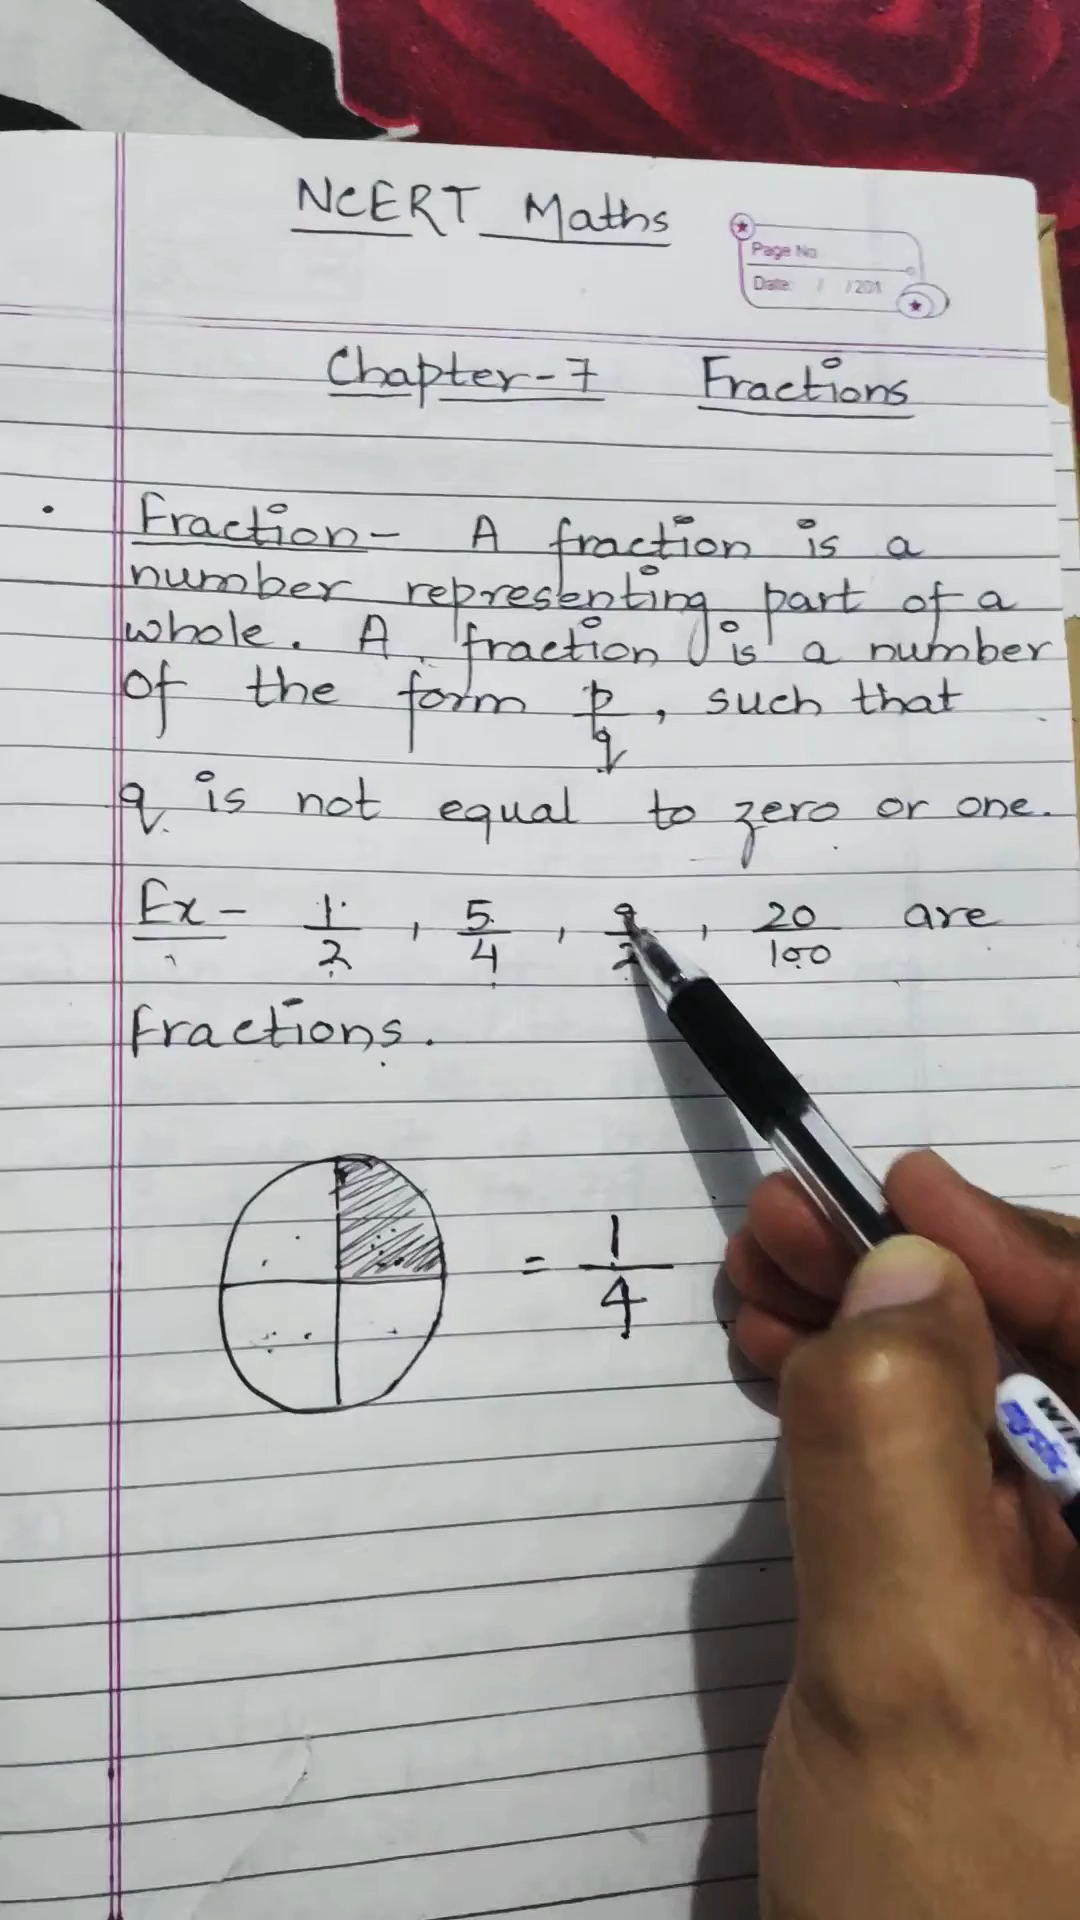 NCERT Maths
Page No.
Date: / /201
Chapter-7 Fractions
Fraction- A fraction is a
number representing part of a
whole. A fraction is a number
of the form p/q, such that
q is not equal to zero or one.
Ex- 1/2, 5/4, 20/100 are
fractions.
= 1/4
mystic